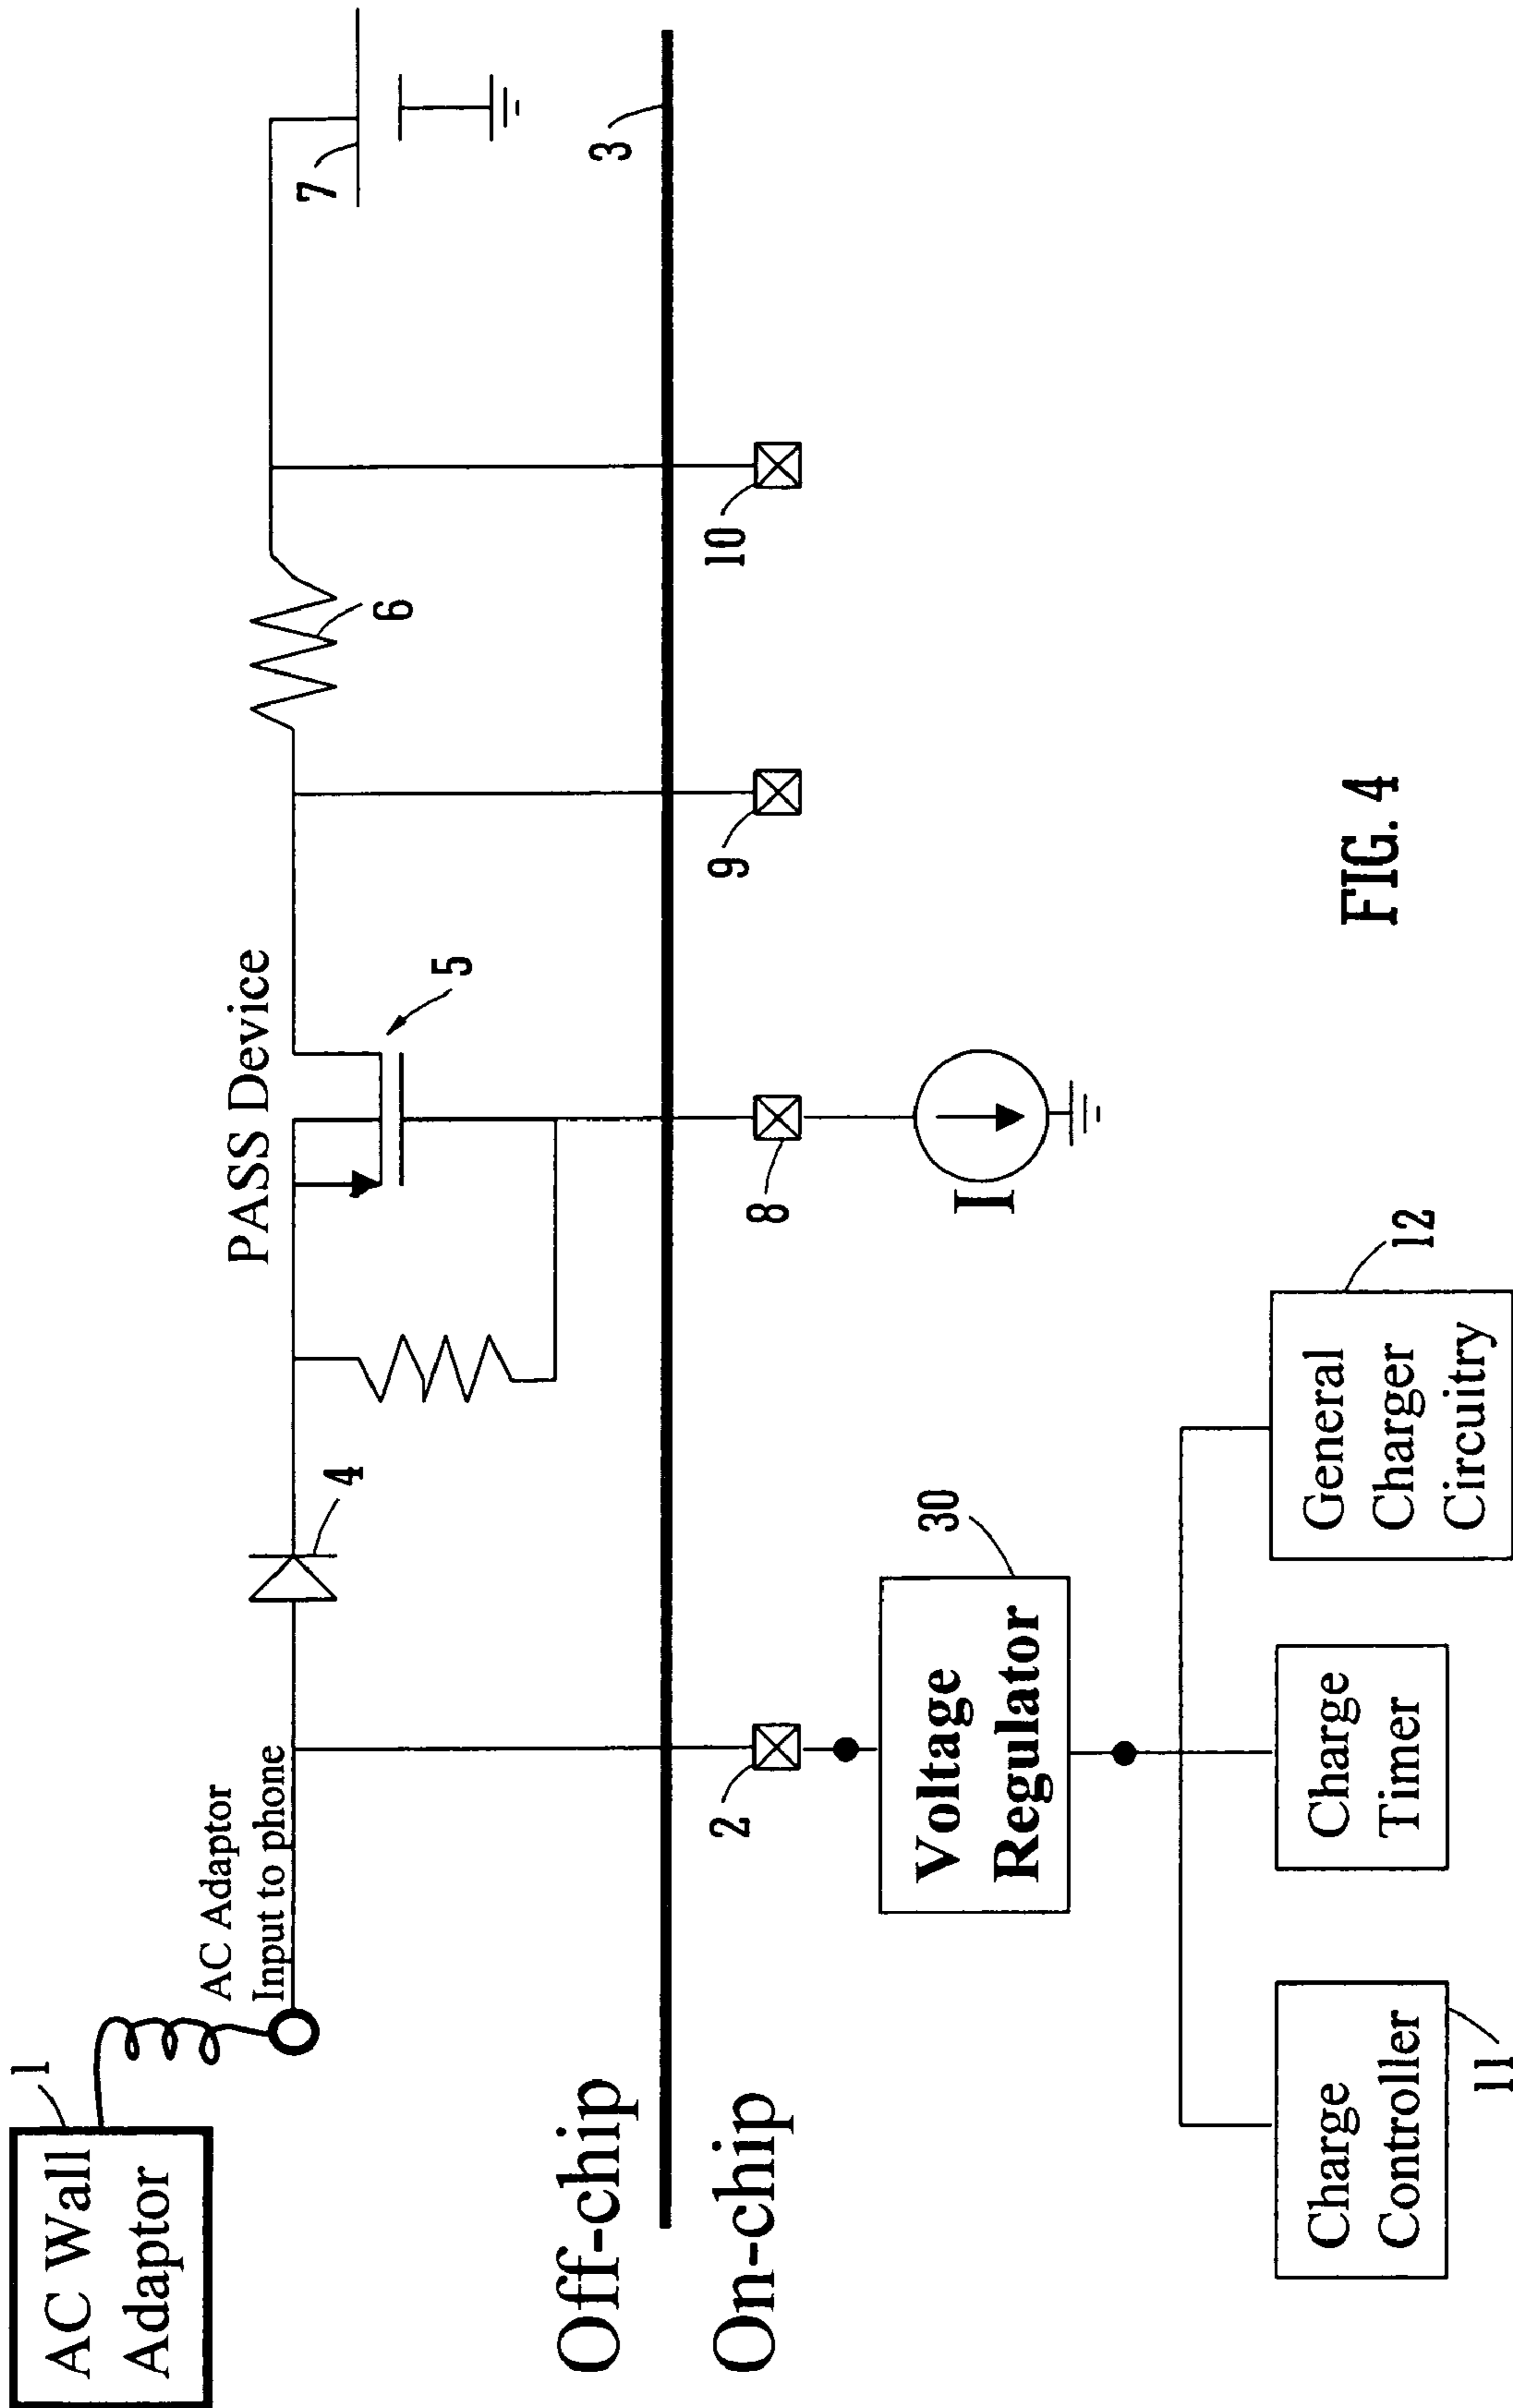 AC Wall
Adaptor
1
AC Adaptor
Input to phone
4
PASS Device
5
6
7
Off-chip
3
On-chip
2
8
9
10
I
Voltage
Regulator
30
Charge
Controller
11
Charge
Timer
General
Charger
Circuitry
12
FIG. 4